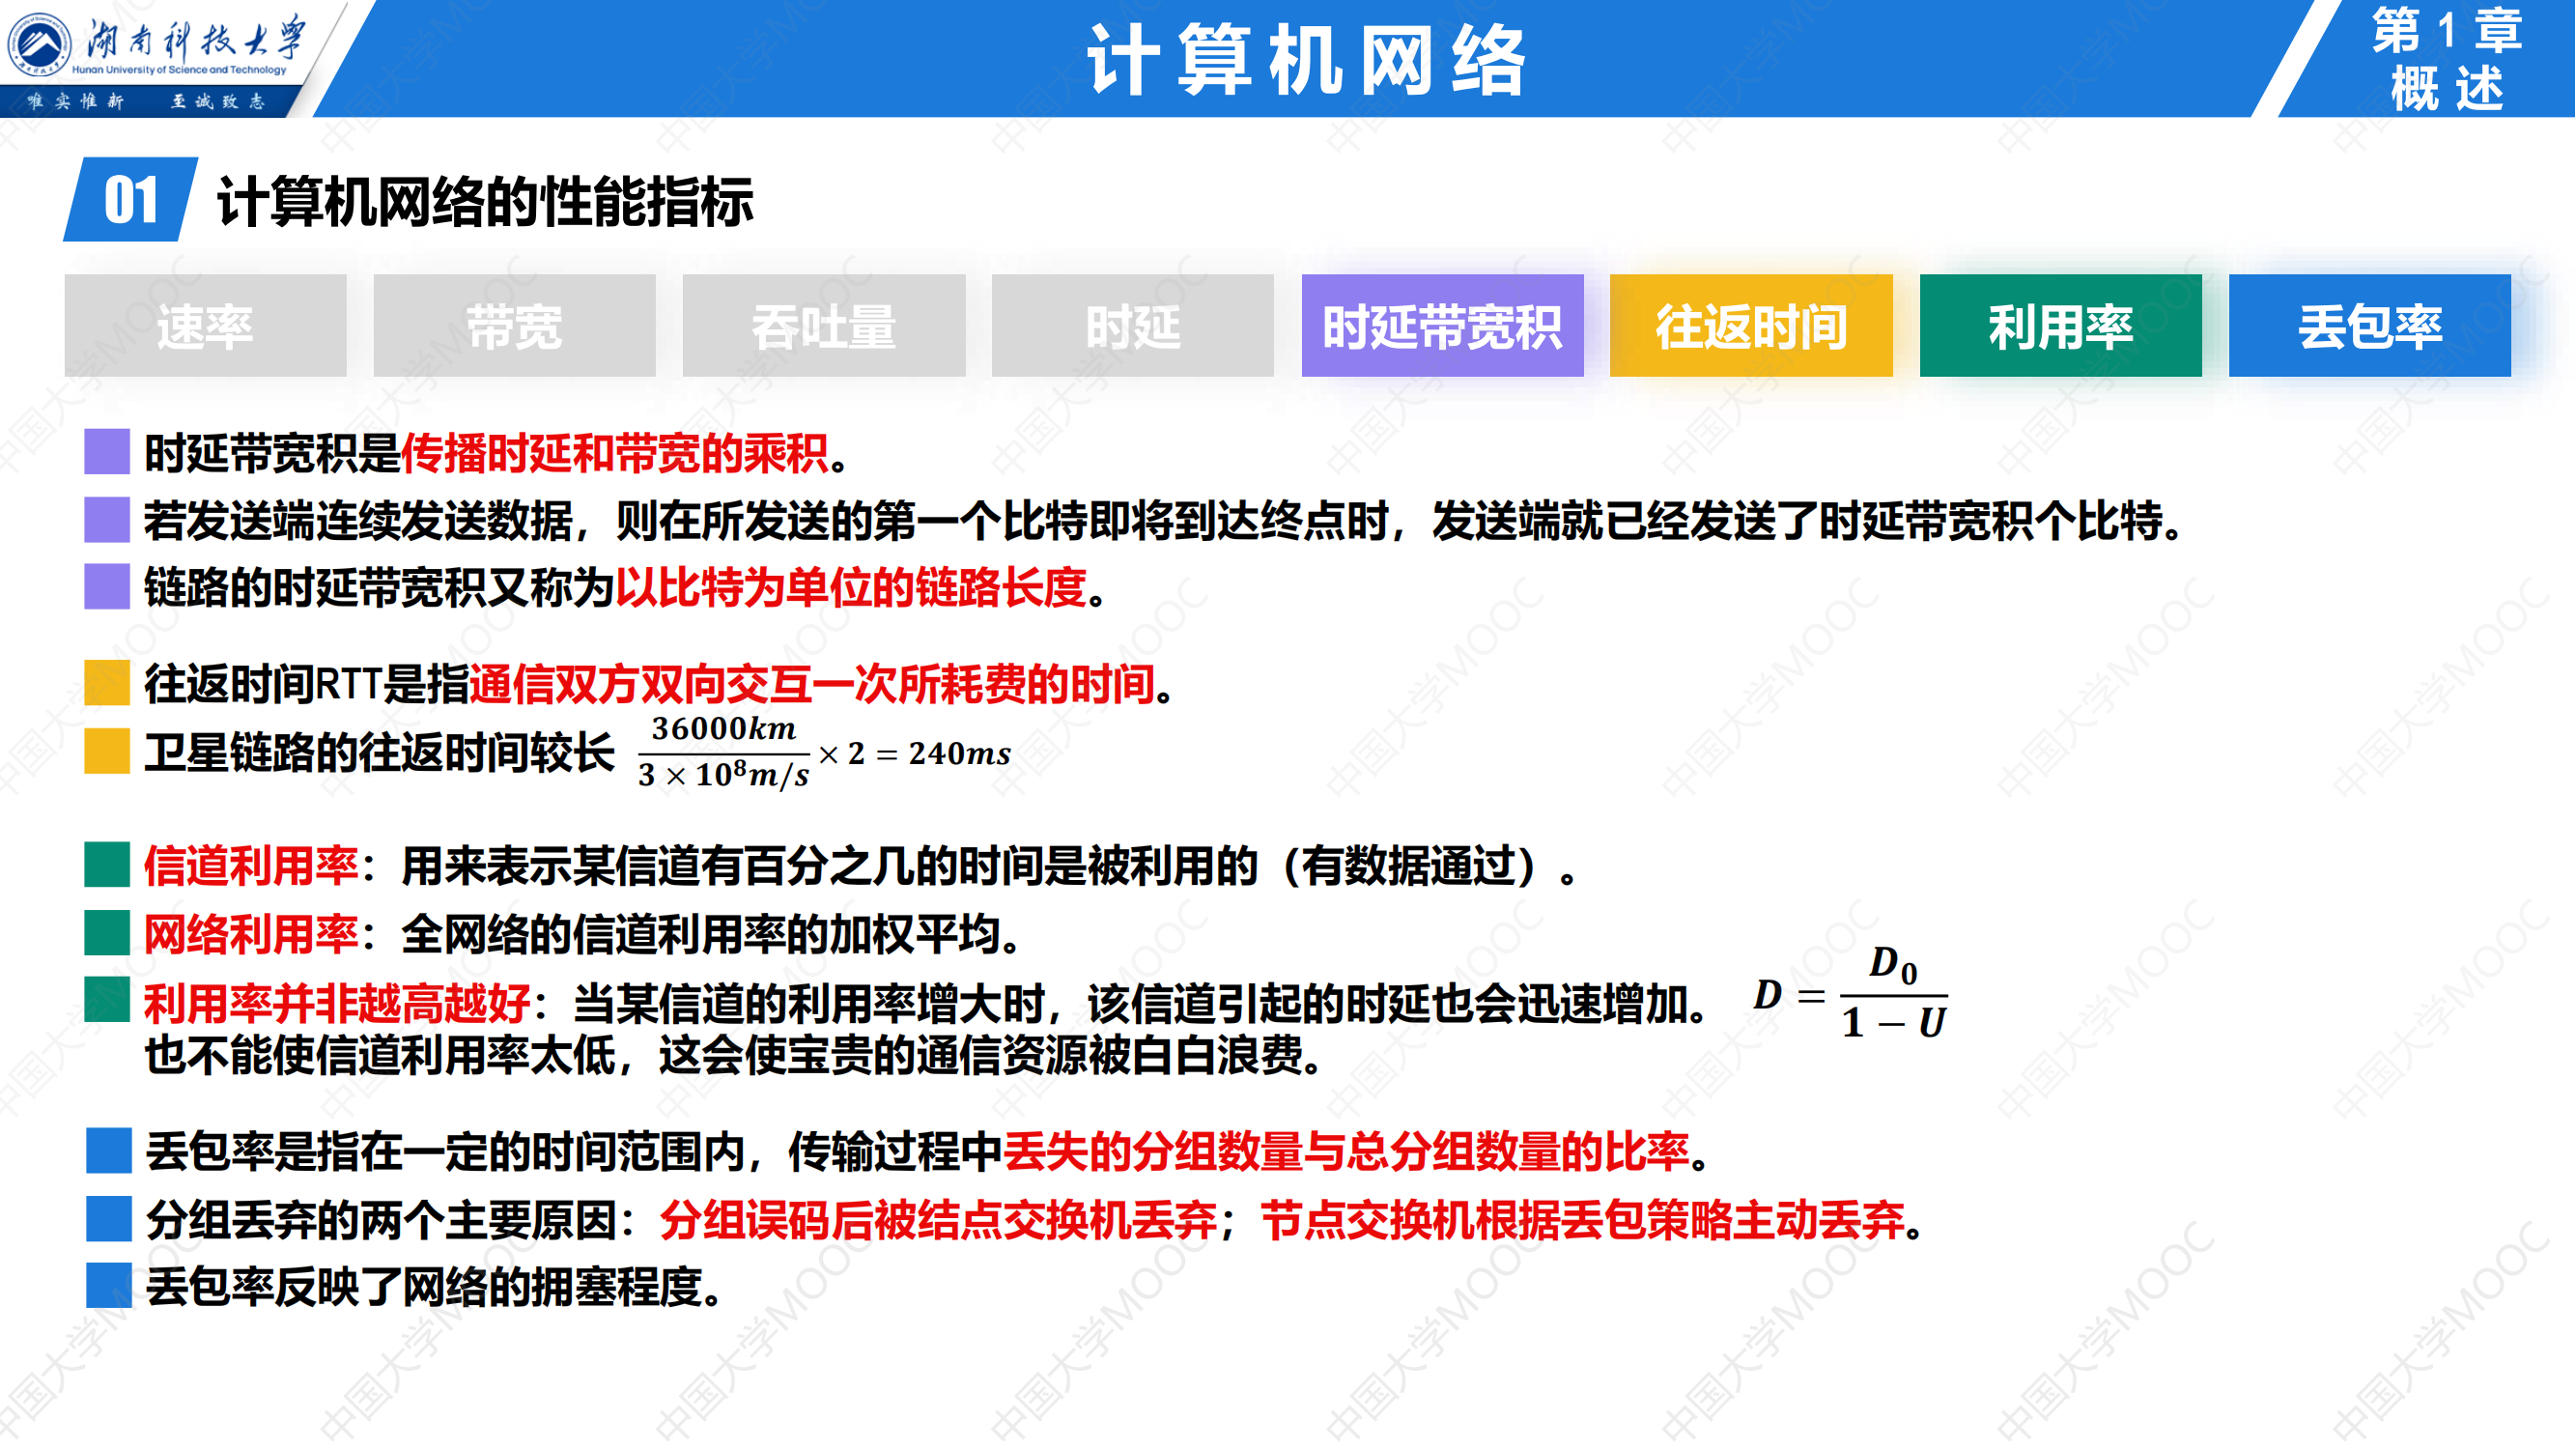 湖南科技大学
Hunan University of Science and Technology
唯实惟新 至诚致志
计算机网络
第1章
概述
01 计算机网络的性能指标
速率 带宽 吞吐量 时延 时延带宽积 往返时间 利用率 丢包率
时延带宽积是传播时延和带宽的乘积。
若发送端连续发送数据，则在所发送的第一个比特即将到达终点时，发送端就已经发送了时延带宽积个比特。
链路的时延带宽积又称为以比特为单位的链路长度。
往返时间RTT是指通信双方双向交互一次所耗费的时间。
卫星链路的往返时间较长 36000km / (3 × 10⁸m/s) × 2 = 240ms
信道利用率：用来表示某信道有百分之几的时间是被利用的（有数据通过）。
网络利用率：全网络的信道利用率的加权平均。
利用率并非越高越好：当某信道的利用率增大时，该信道引起的时延也会迅速增加。 D = D₀ / (1 − U)
也不能使信道利用率太低，这会使宝贵的通信资源被白白浪费。
丢包率是指在一定的时间范围内，传输过程中丢失的分组数量与总分组数量的比率。
分组丢弃的两个主要原因：分组误码后被结点交换机丢弃；节点交换机根据丢包策略主动丢弃。
丢包率反映了网络的拥塞程度。
中国大学MOOC